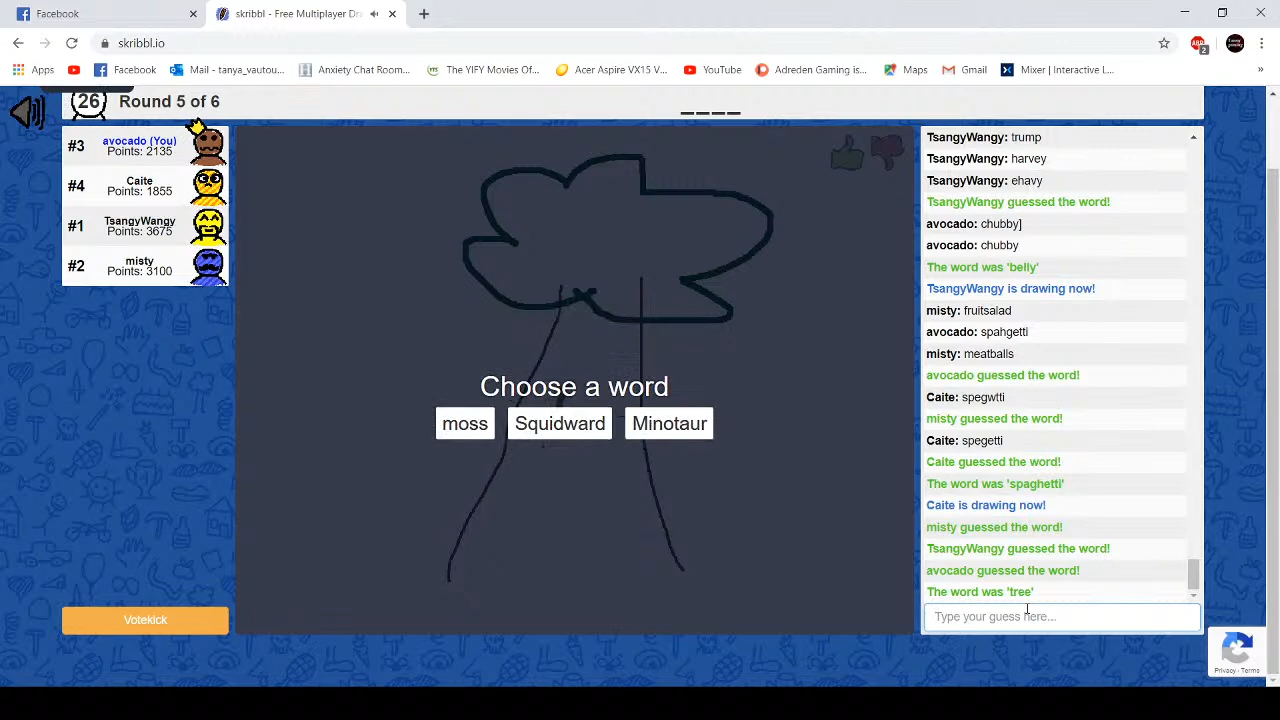 Facebook
skribbl - Free Multiplayer Dra
skribbl.io
ABP 2
Apps Facebook Mail - tanya_vautou... Anxiety Chat Room... The YIFY Movies Of... Acer Aspire VX15 V... YouTube Adredien Gaming is... Maps Gmail Mixer | Interactive L... »
26 Round 5 of 6 _ _ _ _
#3 avocado (You)
Points: 2135
#4 Caite
Points: 1855
#1 TsangyWangy
Points: 3675
#2 misty
Points: 3100
Votekick
Choose a word
moss Squidward Minotaur
TsangyWangy: trump
TsangyWangy: harvey
TsangyWangy: ehavy
TsangyWangy guessed the word!
avocado: chubby]
avocado: chubby
The word was 'belly'
TsangyWangy is drawing now!
misty: fruitsalad
avocado: spahgetti
misty: meatballs
avocado guessed the word!
Caite: spegwtti
misty guessed the word!
Caite: spegetti
Caite guessed the word!
The word was 'spaghetti'
Caite is drawing now!
misty guessed the word!
TsangyWangy guessed the word!
avocado guessed the word!
The word was 'tree'
Type your guess here...
Privacy - Terms